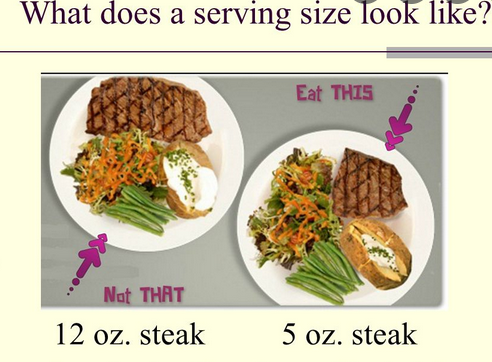 What does a serving size look like?
Eat THIS
Not THAT
12 oz. steak
5 oz. steak